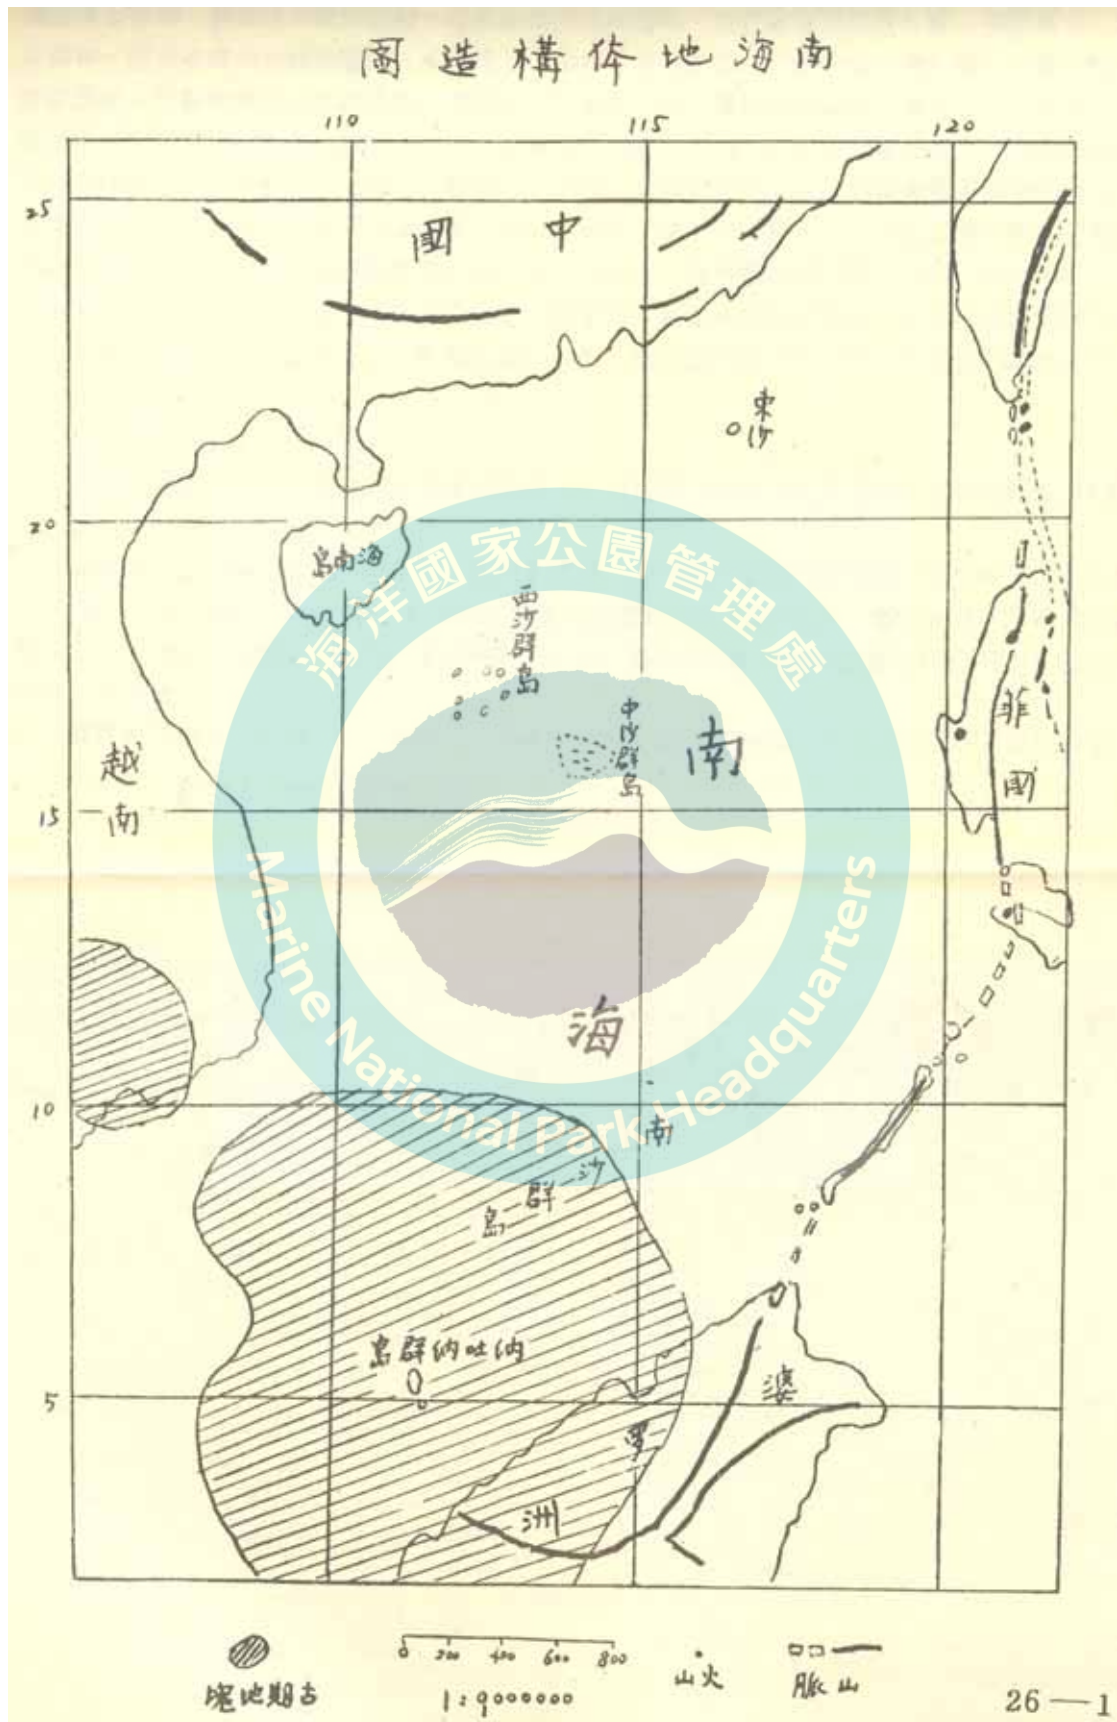 南海地体構造圖
110
115
120
25
中國
東沙
20
海南島
西沙群島
中沙群島
南
菲國
越南
15
海
10
南沙群島
納吐納群島
5
婆羅洲
海洋國家公園管理處
Marine National Park Headquarters
0 200 400 600 800
1:9000000
古期地塊
火山
山脈
26—1